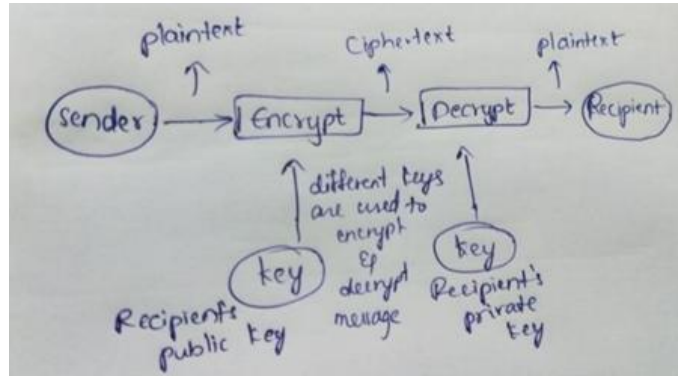 plaintext
Ciphertext
plaintext
Sender
Encrypt
Decrypt
Recipient
different keys
are used to
encrypt
&
decrypt
message
key
Recipient's
public key
key
Recipient's
private
key